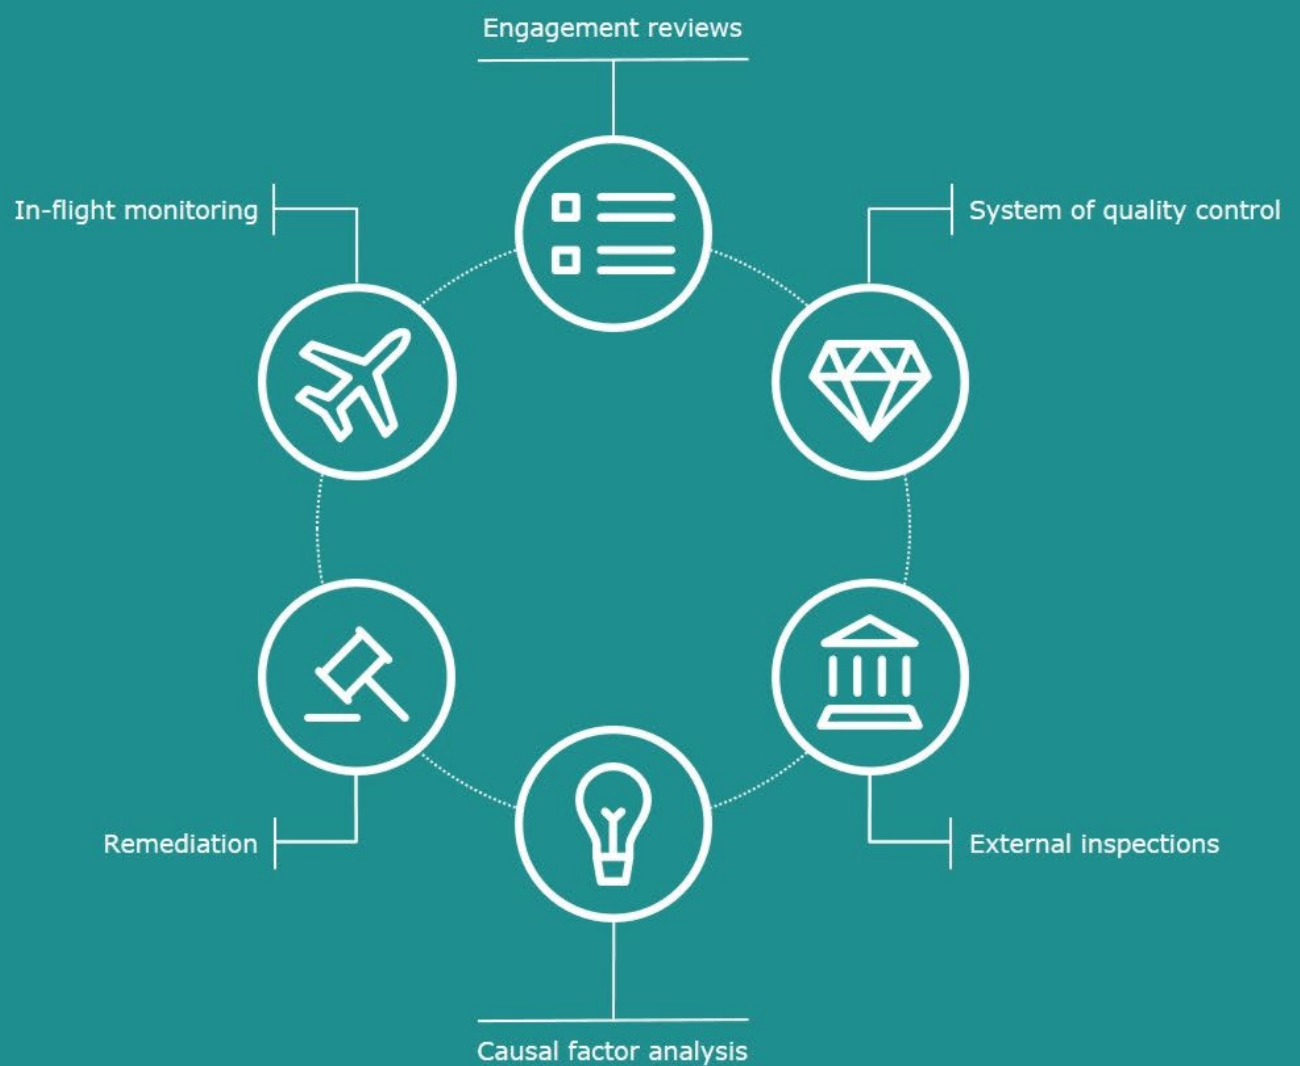 Engagement reviews
In-flight monitoring
System of quality control
Remediation
External inspections
Causal factor analysis